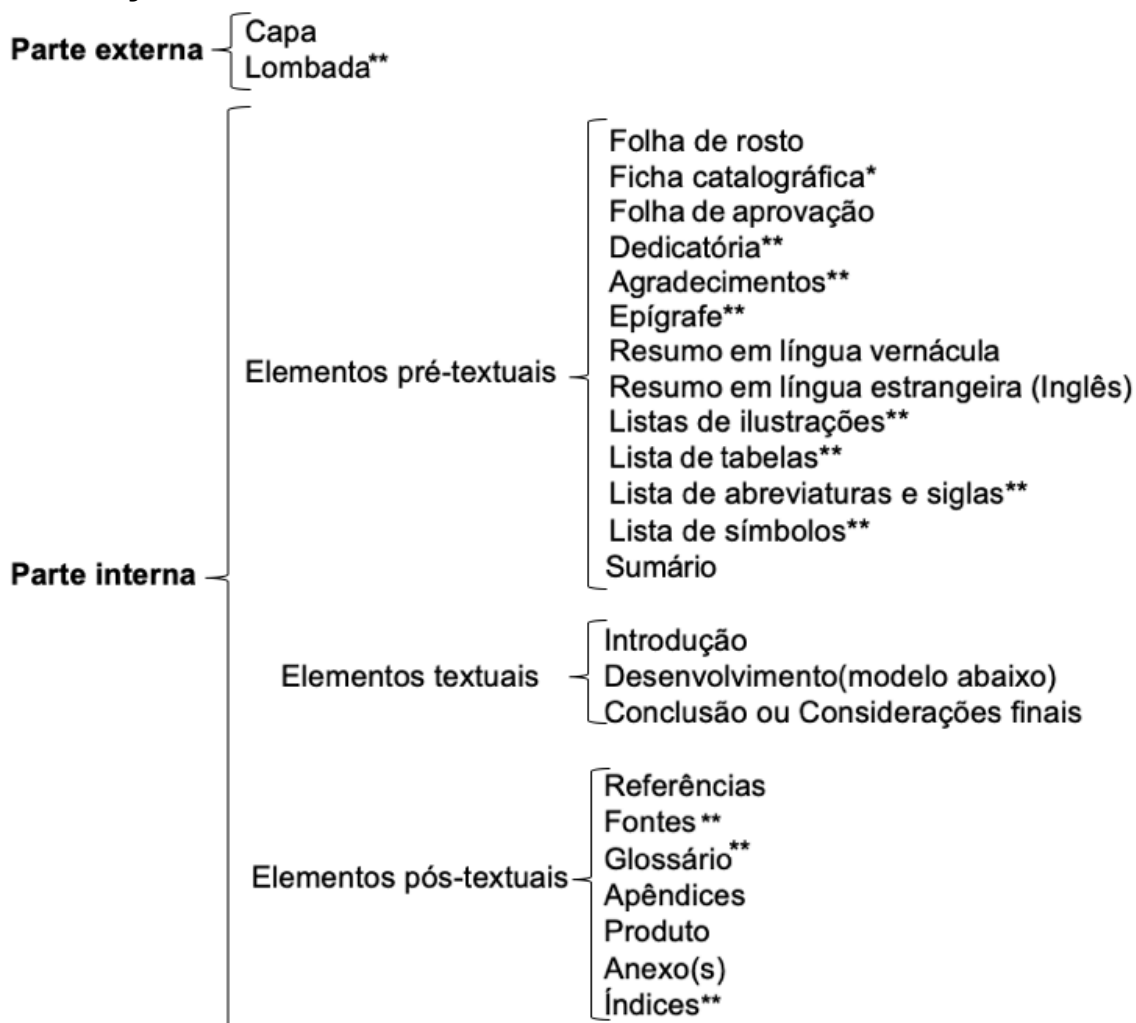 Parte externa
Capa
Lombada**
Parte interna
Elementos pré-textuais
Folha de rosto
Ficha catalográfica*
Folha de aprovação
Dedicatória**
Agradecimentos**
Epígrafe**
Resumo em língua vernácula
Resumo em língua estrangeira (Inglês)
Listas de ilustrações**
Lista de tabelas**
Lista de abreviaturas e siglas**
Lista de símbolos**
Sumário
Elementos textuais
Introdução
Desenvolvimento(modelo abaixo)
Conclusão ou Considerações finais
Elementos pós-textuais
Referências
Fontes **
Glossário**
Apêndices
Produto
Anexo(s)
Índices**